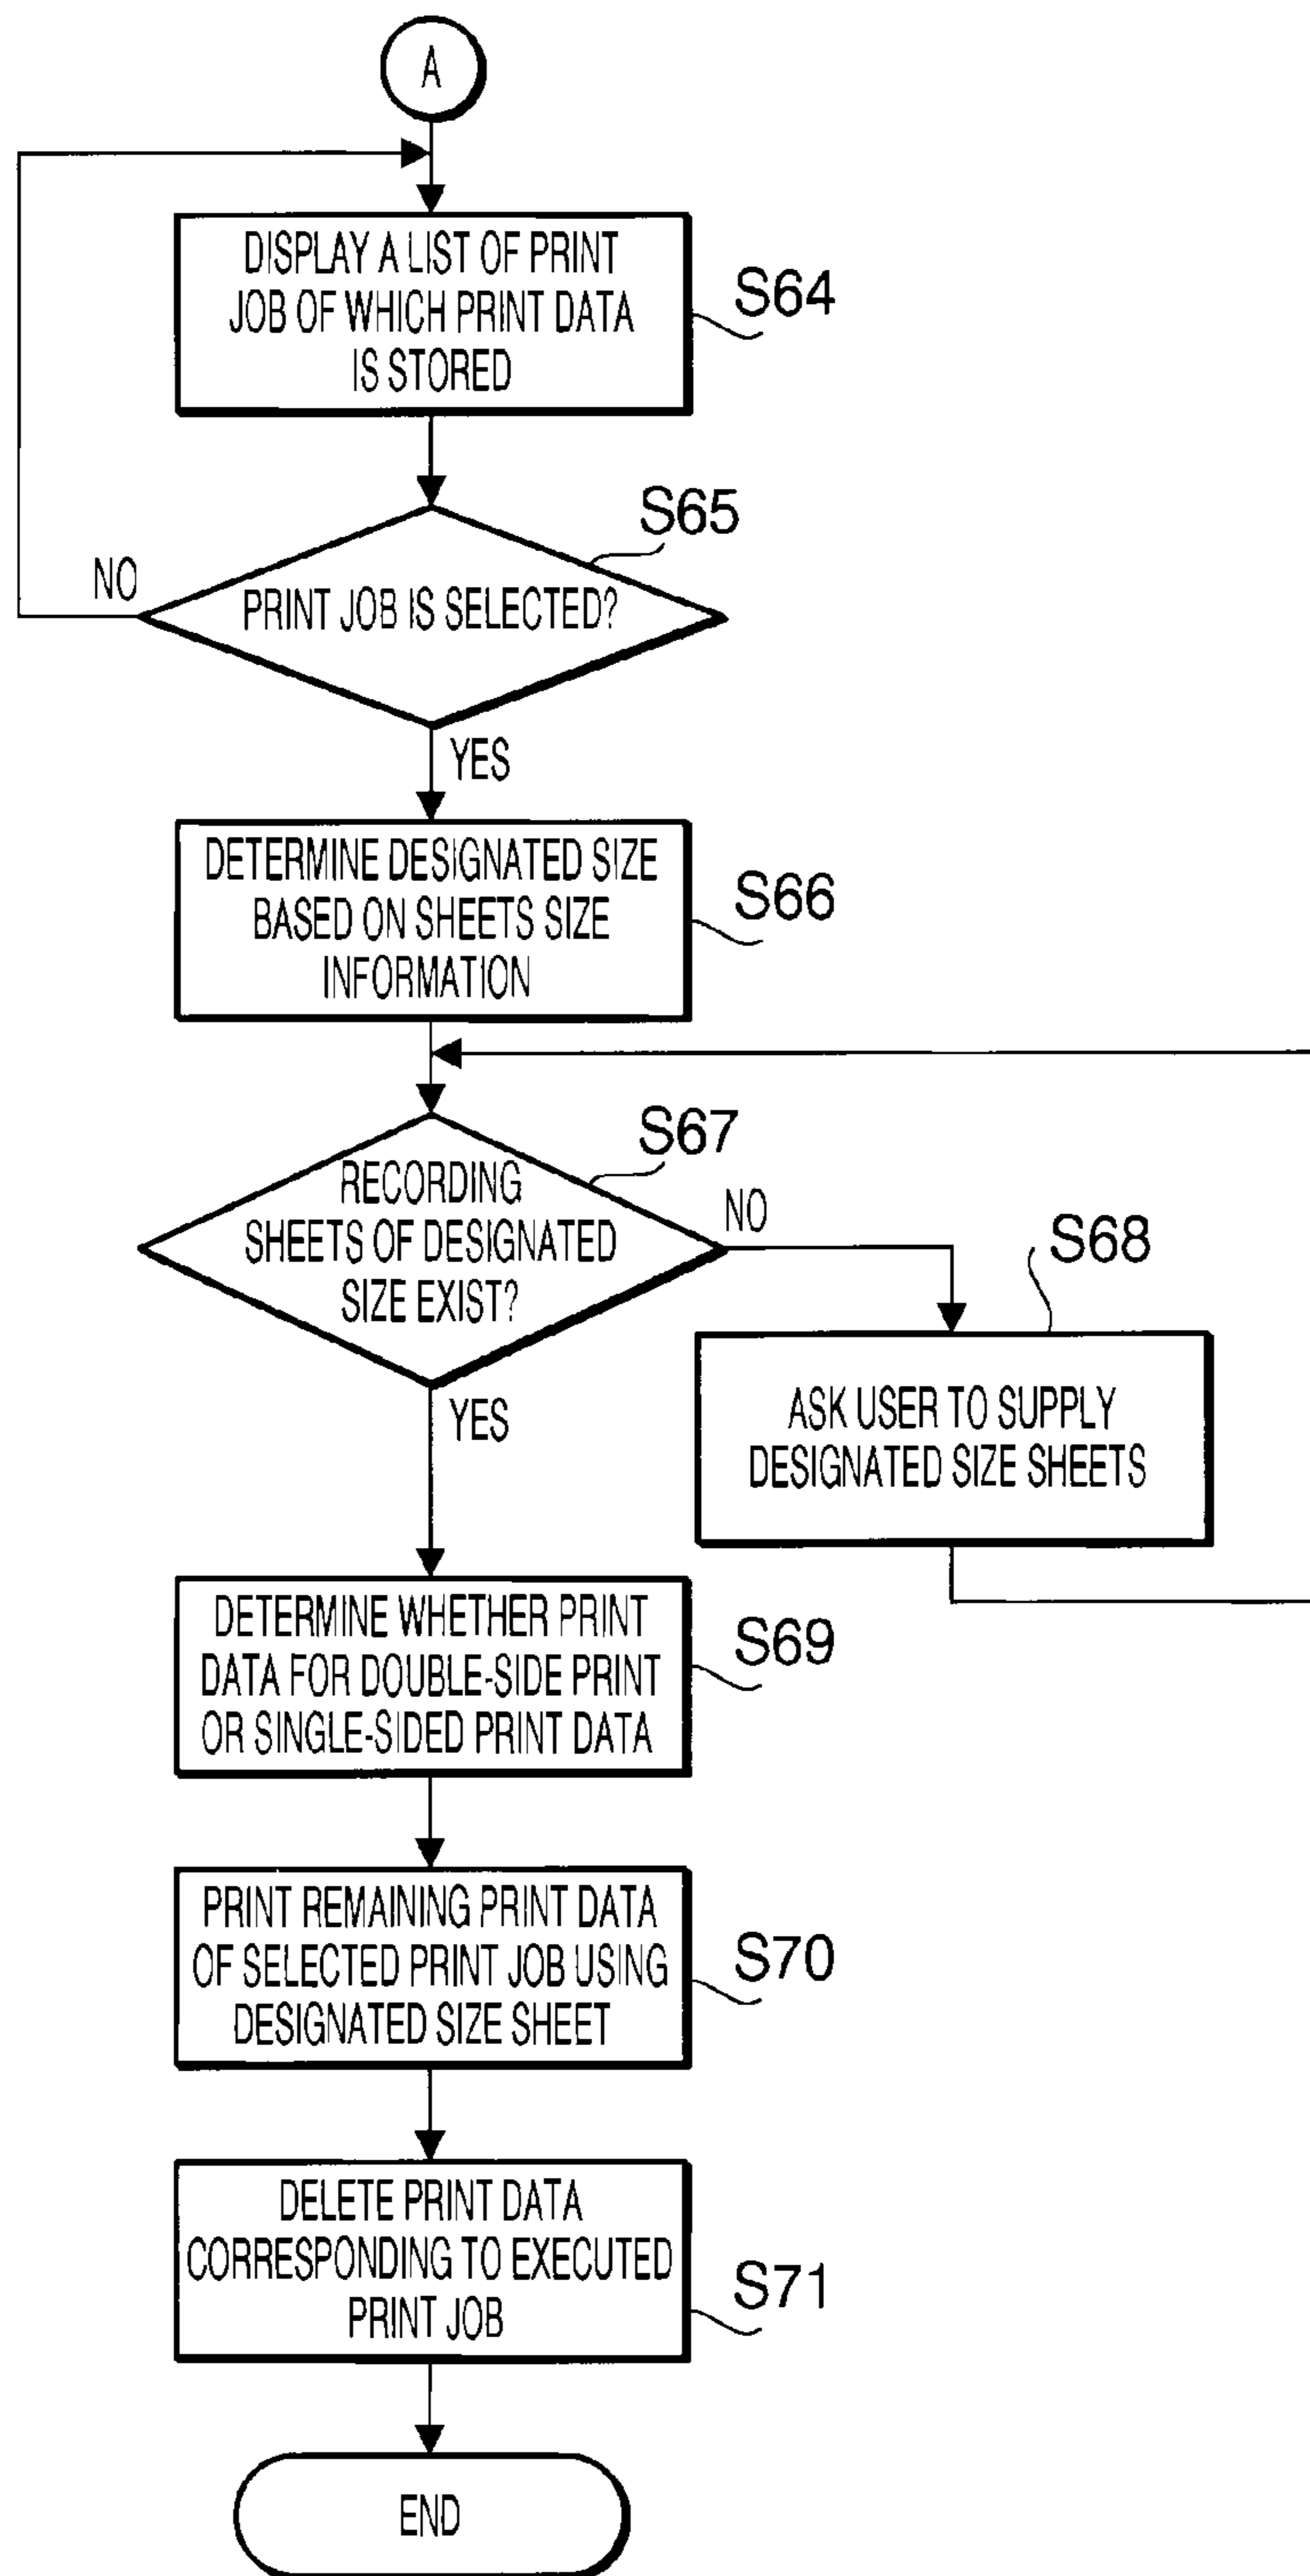 A
DISPLAY A LIST OF PRINT
JOB OF WHICH PRINT DATA
IS STORED
S64
S65
NO
PRINT JOB IS SELECTED?
YES
DETERMINE DESIGNATED SIZE
BASED ON SHEETS SIZE
INFORMATION
S66
S67
RECORDING
SHEETS OF DESIGNATED
SIZE EXIST?
NO
S68
YES
ASK USER TO SUPPLY
DESIGNATED SIZE SHEETS
DETERMINE WHETHER PRINT
DATA FOR DOUBLE-SIDE PRINT
OR SINGLE-SIDED PRINT DATA
S69
PRINT REMAINING PRINT DATA
OF SELECTED PRINT JOB USING
DESIGNATED SIZE SHEET
S70
DELETE PRINT DATA
CORRESPONDING TO EXECUTED
PRINT JOB
S71
END